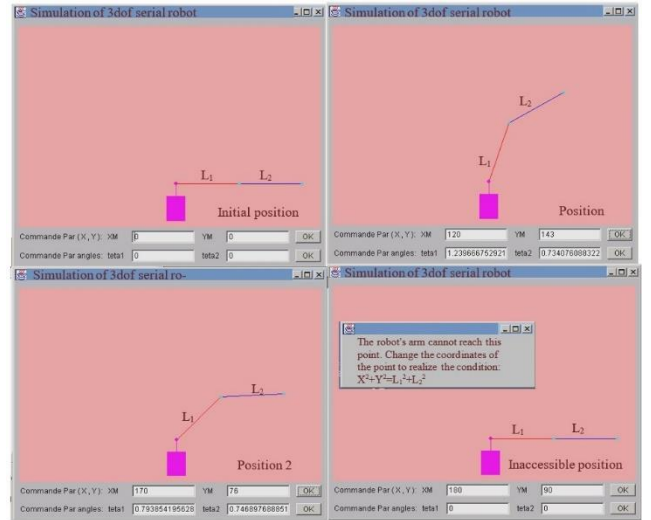 Simulation of 3dof serial robot
L1 L2
Initial position
Commande Par (X , Y) : XM 0 YM 0 OK
Commande Par angles: teta1 0 teta2 0 OK
Simulation of 3dof serial robot
L2
L1
Position
Commande Par (X , Y) : XM 120 YM 143 OK
Commande Par angles: teta1 1.239666752921 teta2 0.734076888322 OK
Simulation of 3dof serial ro-
L2
L1
Position 2
Commande Par (X , Y) : XM 170 YM 76 OK
Commande Par angles: teta1 0.793854195628 teta2 0.746897688851 OK
Simulation of 3dof serial robot
The robot's arm cannot reach this
point. Change the coordinates of
the point to realize the condition:
X²+Y²=L₁²+L₂²
L1 L2
Inaccessible position
Commande Par (X , Y) : XM 180 YM 90 OK
Commande Par angles: teta1 0 teta2 0 OK